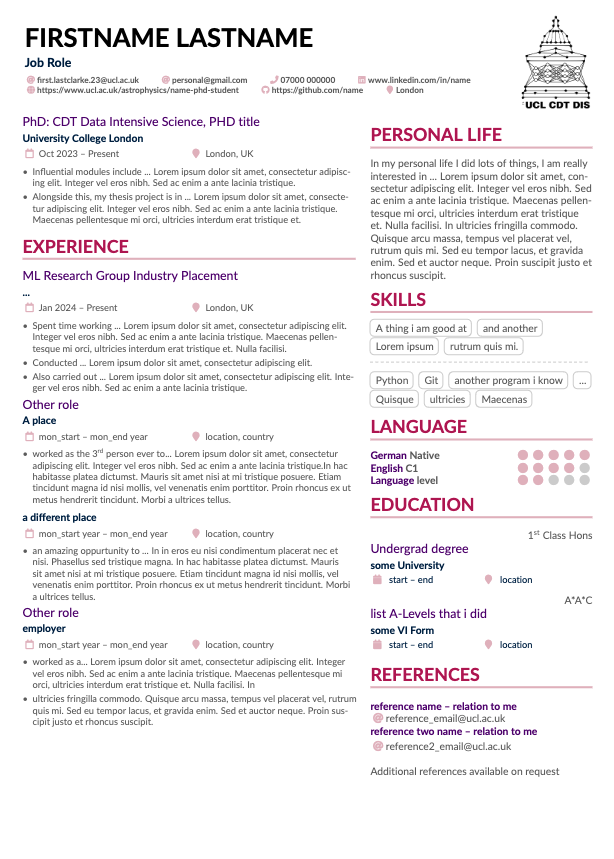 FIRSTNAME LASTNAME
Job Role
first.lastclarke.23@ucl.ac.uk personal@gmail.com 07000 000000 www.linkedin.com/in/name
https://www.ucl.ac.uk/astrophysics/name-phd-student https://github.com/name London
UCL CDT DIS
PhD: CDT Data Intensive Science, PHD title
University College London
Oct 2023 – Present London, UK
• Influential modules include ... Lorem ipsum dolor sit amet, consectetur adipisc-
ing elit. Integer vel eros nibh. Sed ac enim a ante lacinia tristique.
• Alongside this, my thesis project is in ... Lorem ipsum dolor sit amet, consecte-
tur adipiscing elit. Integer vel eros nibh. Sed ac enim a ante lacinia tristique.
Maecenas pellentesque mi orci, ultricies interdum erat tristique et.
EXPERIENCE
ML Research Group Industry Placement
...
Jan 2024 – Present London, UK
• Spent time working ... Lorem ipsum dolor sit amet, consectetur adipiscing elit.
Integer vel eros nibh. Sed ac enim a ante lacinia tristique. Maecenas pellen-
tesque mi orci, ultricies interdum erat tristique et. Nulla facilisi.
• Conducted ... Lorem ipsum dolor sit amet, consectetur adipiscing elit.
• Also carried out ... Lorem ipsum dolor sit amet, consectetur adipiscing elit. Inte-
ger vel eros nibh. Sed ac enim a ante lacinia tristique.
Other role
A place
mon_start – mon_end year location, country
• worked as the 3rd person ever to... Lorem ipsum dolor sit amet, consectetur
adipiscing elit. Integer vel eros nibh. Sed ac enim a ante lacinia tristique.In hac
habitasse platea dictumst. Mauris sit amet nisi at mi tristique posuere. Etiam
tincidunt magna id nisi mollis, vel venenatis enim porttitor. Proin rhoncus ex ut
metus hendrerit tincidunt. Morbi a ultrices tellus.
a different place
mon_start year – mon_end year location, country
• an amazing oppurtunity to ... In in eros eu nisi condimentum placerat nec et
nisi. Phasellus sed tristique magna. In hac habitasse platea dictumst. Mauris
sit amet nisi at mi tristique posuere. Etiam tincidunt magna id nisi mollis, vel
venenatis enim porttitor. Proin rhoncus ex ut metus hendrerit tincidunt. Morbi
a ultrices tellus.
Other role
employer
mon_start year – mon_end year location, country
• worked as a... Lorem ipsum dolor sit amet, consectetur adipiscing elit. Integer
vel eros nibh. Sed ac enim a ante lacinia tristique. Maecenas pellentesque mi
orci, ultricies interdum erat tristique et. Nulla facilisi. In
• ultricies fringilla commodo. Quisque arcu massa, tempus vel placerat vel, rutrum
quis mi. Sed eu tempor lacus, et gravida enim. Sed et auctor neque. Proin sus-
cipit justo et rhoncus suscipit.
PERSONAL LIFE
In my personal life I did lots of things, I am really
interested in ... Lorem ipsum dolor sit amet, con-
sectetur adipiscing elit. Integer vel eros nibh. Sed
ac enim a ante lacinia tristique. Maecenas pellen-
tesque mi orci, ultricies interdum erat tristique
et. Nulla facilisi. In ultricies fringilla commodo.
Quisque arcu massa, tempus vel placerat vel,
rutrum quis mi. Sed eu tempor lacus, et gravida
enim. Sed et auctor neque. Proin suscipit justo et
rhoncus suscipit.
SKILLS
A thing i am good at and another
Lorem ipsum rutrum quis mi.
Python Git another program i know ...
Quisque ultricies Maecenas
LANGUAGE
German Native
English C1
Language level
EDUCATION
1st Class Hons
Undergrad degree
some University
start – end location
A*A*C
list A-Levels that i did
some VI Form
start – end location
REFERENCES
reference name – relation to me
reference_email@ucl.ac.uk
reference two name – relation to me
reference2_email@ucl.ac.uk
Additional references available on request